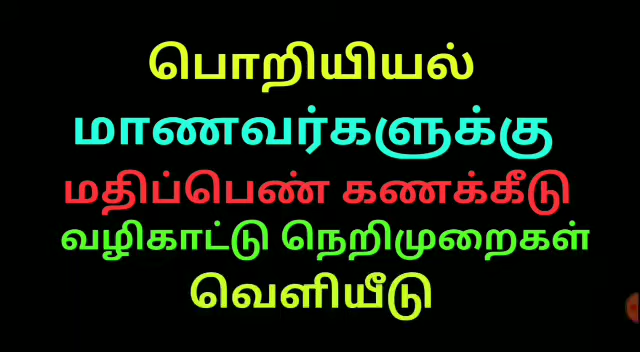 பொறியியல்
மாணவர்களுக்கு
மதிப்பெண் கணக்கீடு
வழிகாட்டு நெறிமுறைகள்
வெளியீடு